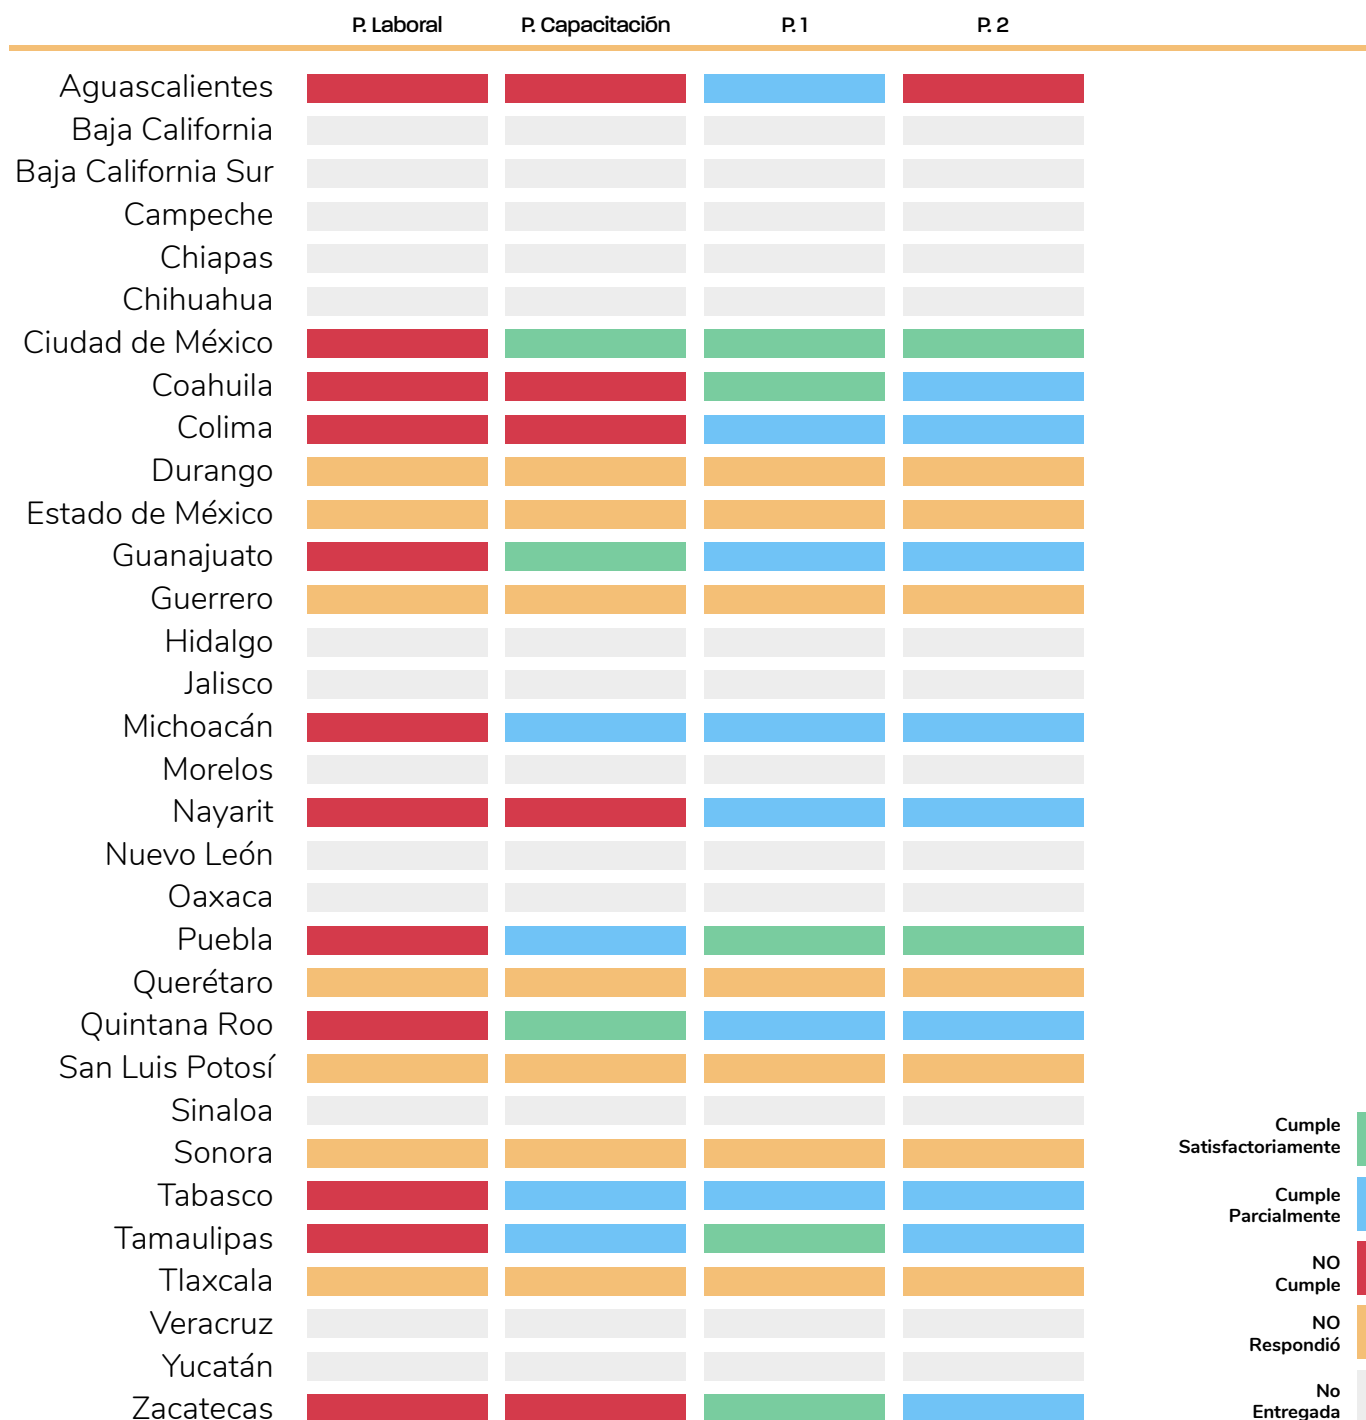 P. Laboral P. Capacitación P. 1 P. 2
Aguascalientes
Baja California
Baja California Sur
Campeche
Chiapas
Chihuahua
Ciudad de México
Coahuila
Colima
Durango
Estado de México
Guanajuato
Guerrero
Hidalgo
Jalisco
Michoacán
Morelos
Nayarit
Nuevo León
Oaxaca
Puebla
Querétaro
Quintana Roo
San Luis Potosí
Sinaloa
Sonora
Tabasco
Tamaulipas
Tlaxcala
Veracruz
Yucatán
Zacatecas
Cumple
Satisfactoriamente
Cumple
Parcialmente
NO
Cumple
NO
Respondió
No
Entregada